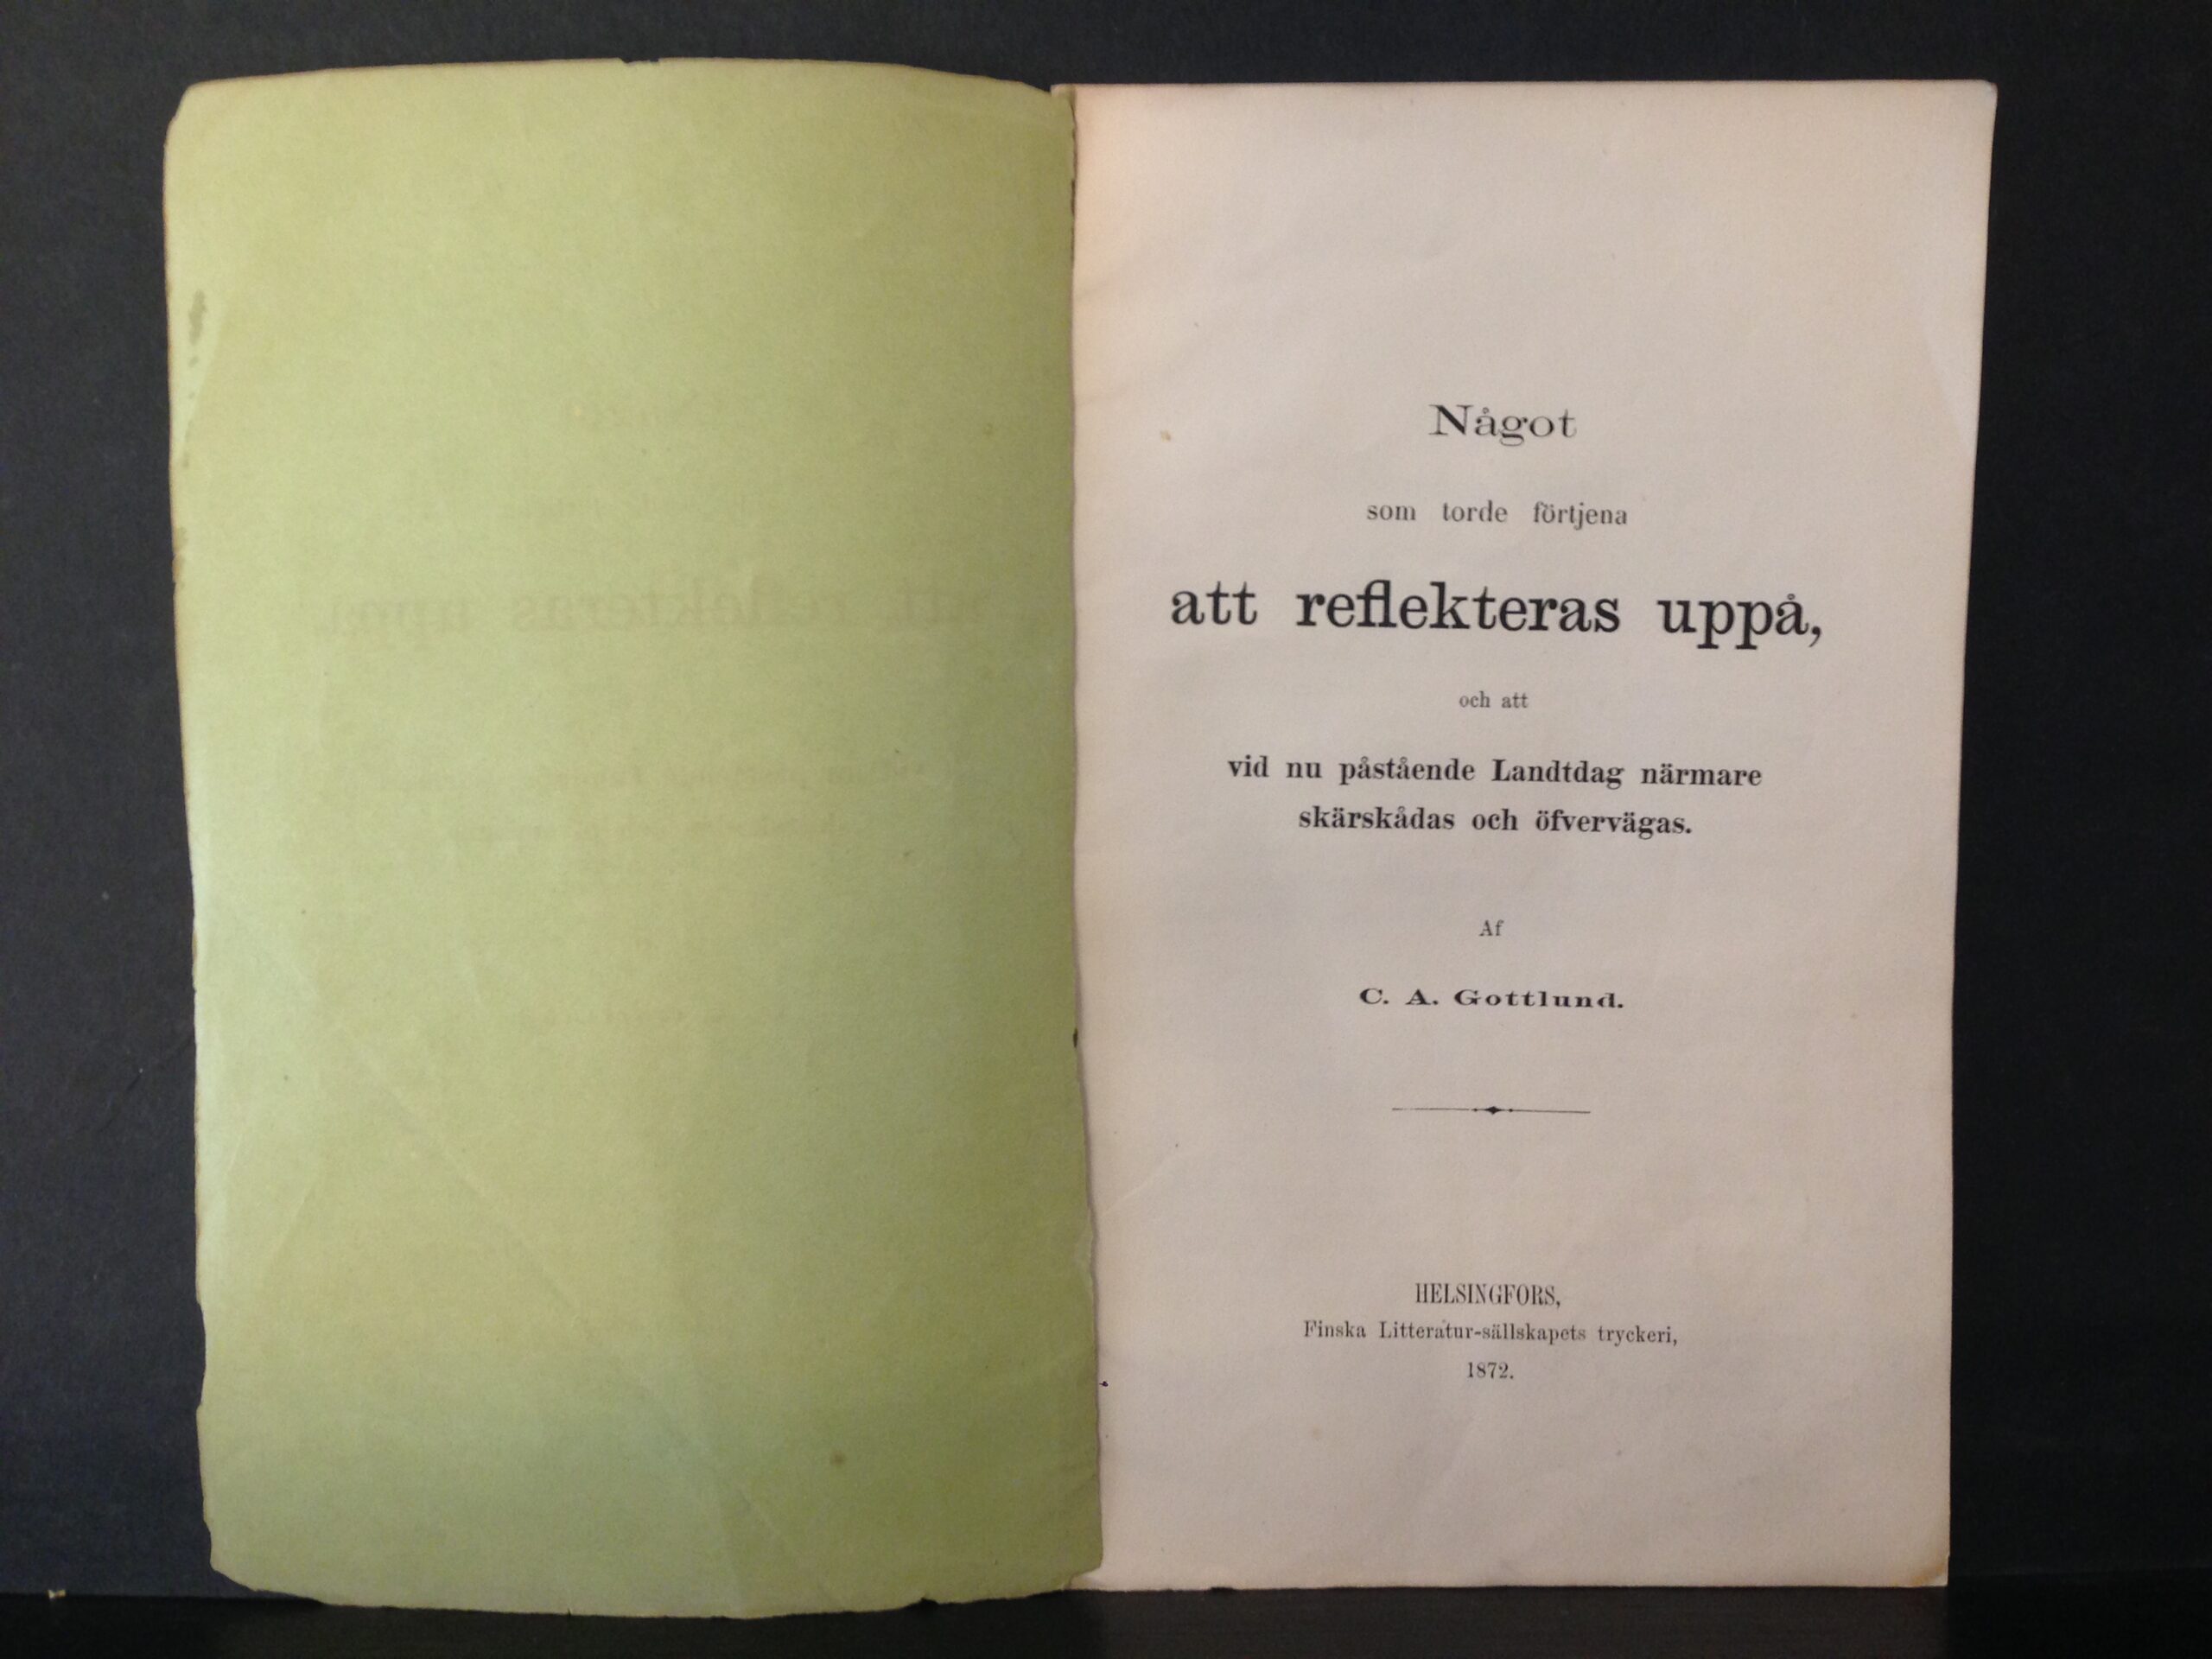 Något
som torde förtjena
att reflekteras uppå,
och att
vid nu påstående Landtdag närmare
skärskådas och öfvervägas.
Af
C. A. Gottlund.
HELSINGFORS,
Finska Litteratur-sällskapets tryckeri,
1872.